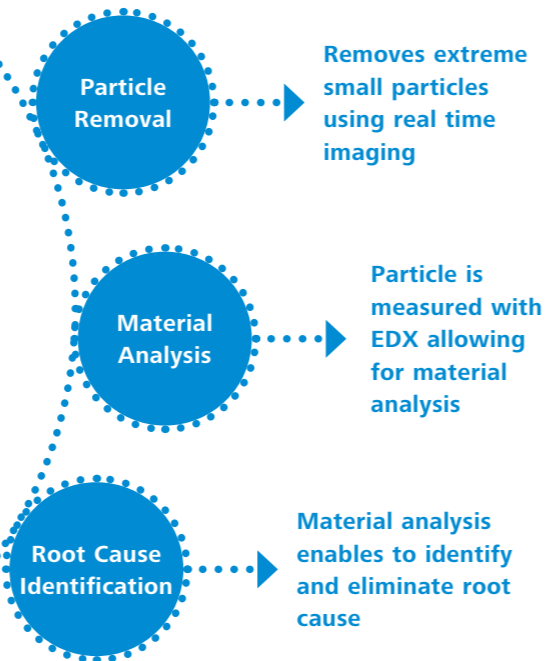 Particle
Removal
Removes extreme
small particles
using real time
imaging
Material
Analysis
Particle is
measured with
EDX allowing
for material
analysis
Root Cause
Identification
Material analysis
enables to identify
and eliminate root
cause